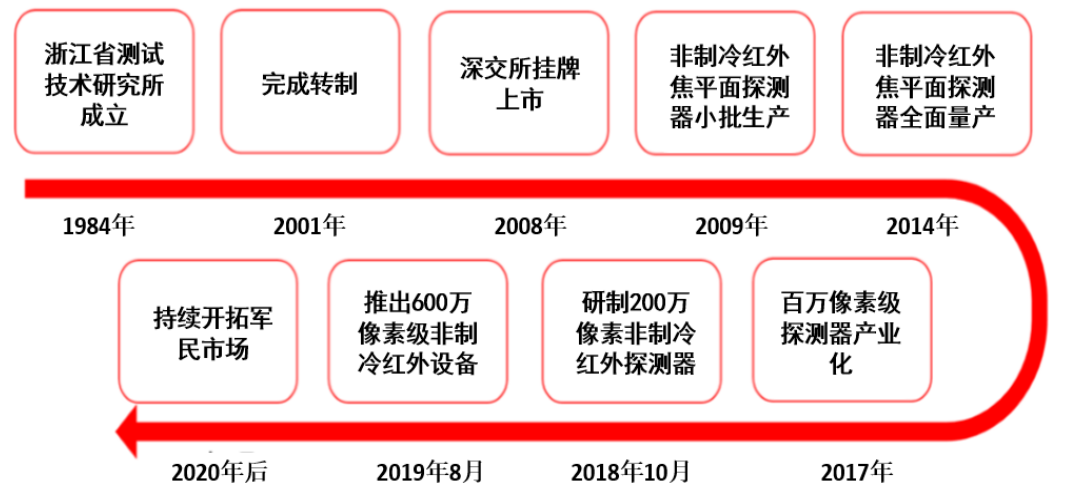 浙江省测试
技术研究所
成立
完成转制
深交所挂牌
上市
非制冷红外
焦平面探测
器小批生产
非制冷红外
焦平面探测
器全面量产
1984年
2001年
2008年
2009年
2014年
持续开拓军
民市场
推出600万
像素级非制
冷红外设备
研制200万
像素非制冷
红外探测器
百万像素级
探测器产业
化
2020年后
2019年8月
2018年10月
2017年